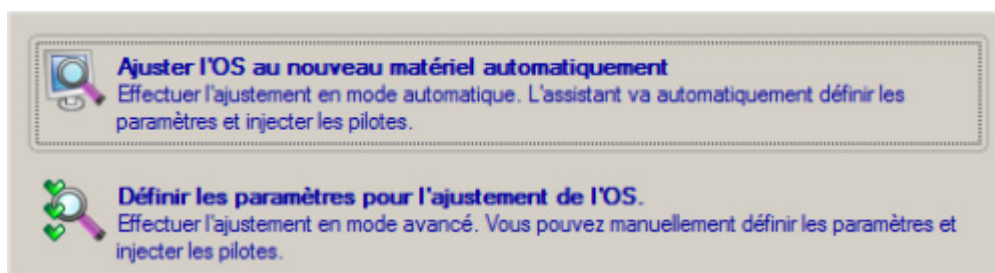 Ajuster l'OS au nouveau matériel automatiquement
Effectuer l'ajustement en mode automatique. L'assistant va automatiquement définir les
paramètres et injecter les pilotes.
Définir les paramètres pour l'ajustement de l'OS.
Effectuer l'ajustement en mode avancé. Vous pouvez manuellement définir les paramètres et
injecter les pilotes.